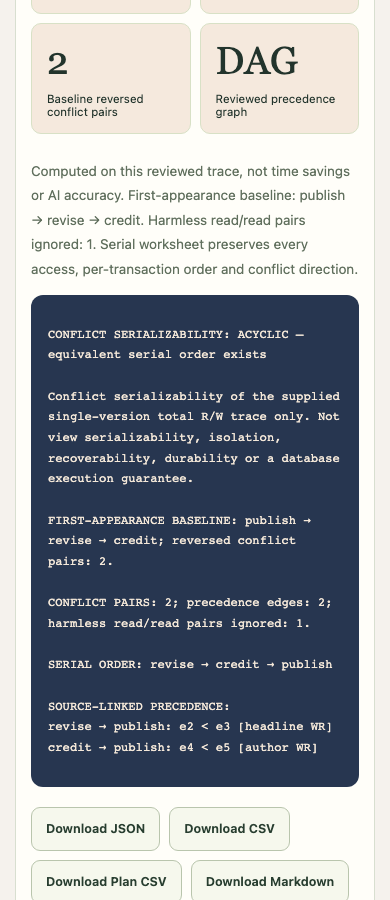 2
Baseline reversed
conflict pairs
DAG
Reviewed precedence
graph
Computed on this reviewed trace, not time savings
or AI accuracy. First-appearance baseline: publish
→ revise → credit. Harmless read/read pairs
ignored: 1. Serial worksheet preserves every
access, per-transaction order and conflict direction.
CONFLICT SERIALIZABILITY: ACYCLIC —
equivalent serial order exists
Conflict serializability of the supplied
single-version total R/W trace only. Not
view serializability, isolation,
recoverability, durability or a database
execution guarantee.
FIRST-APPEARANCE BASELINE: publish →
revise → credit; reversed conflict
pairs: 2.
CONFLICT PAIRS: 2; precedence edges: 2;
harmless read/read pairs ignored: 1.
SERIAL ORDER: revise → credit → publish
SOURCE-LINKED PRECEDENCE:
revise → publish: e2 < e3 [headline WR]
credit → publish: e4 < e5 [author WR]
Download JSON
Download CSV
Download Plan CSV
Download Markdown